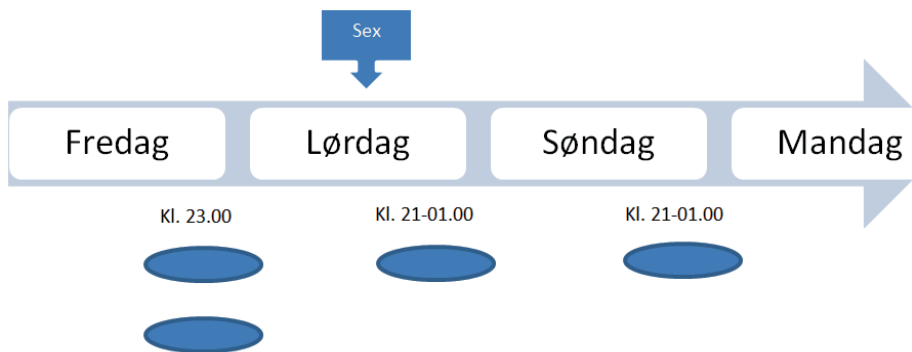 Sex
Fredag
Lørdag
Søndag
Mandag
Kl. 23.00
Kl. 21-01.00
Kl. 21-01.00